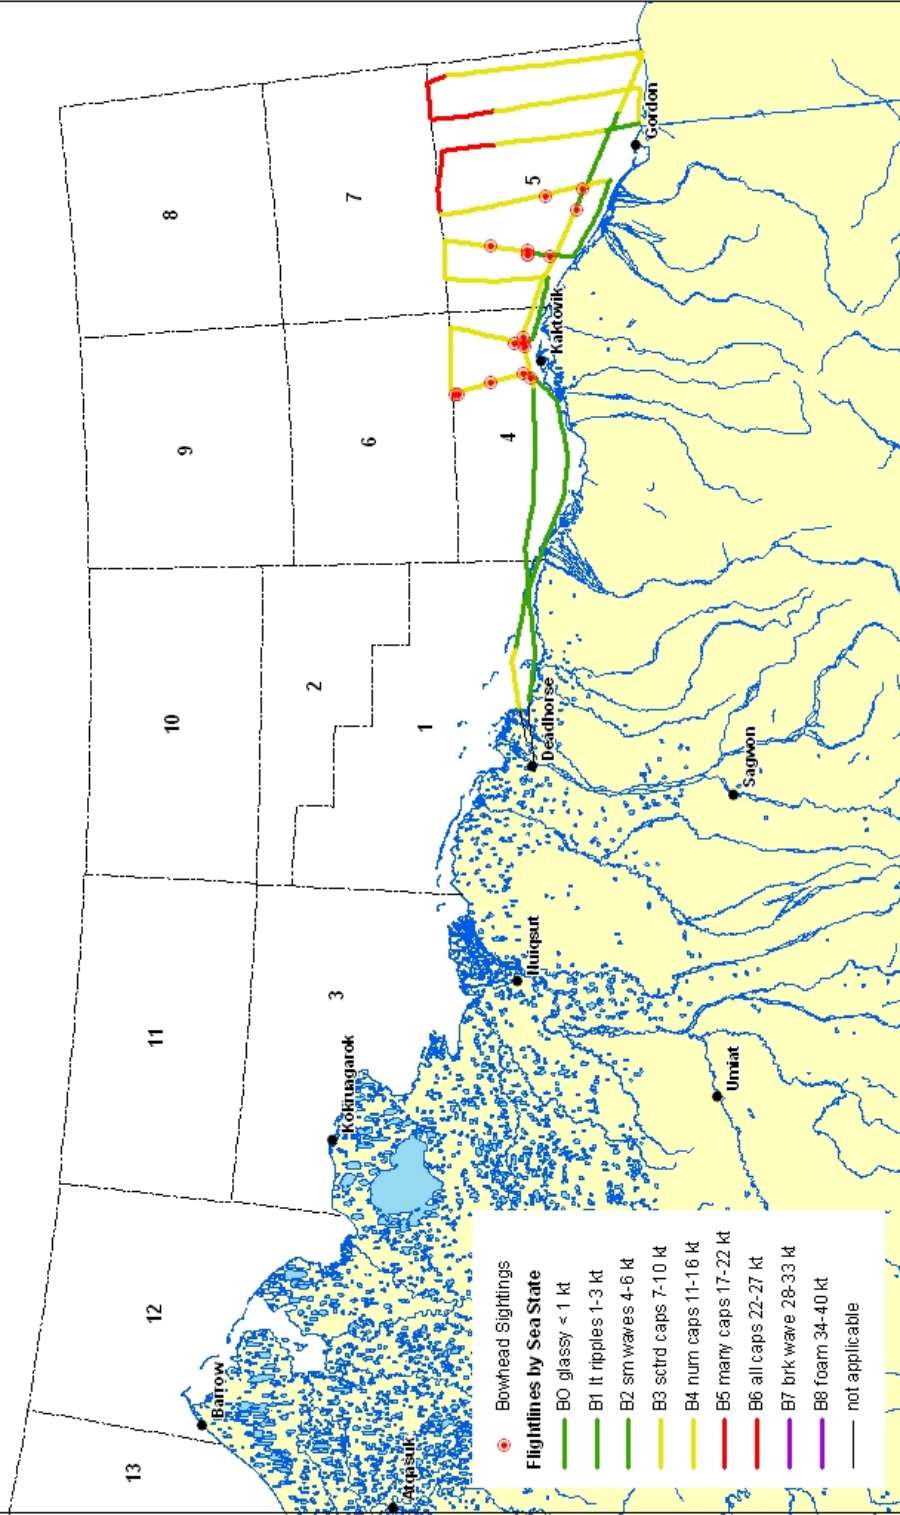 13
12
11
10
9
8
7
6
5
4
3
2
1
Barrow
Atqasuk
Kokruagarok
Nuiqsut
Umiat
Deadhorse
Sagwon
Kaktovik
Gordon
Bowhead Sightings
Flightlines by Sea State
B0 glassy < 1 kt
B1 lt ripples 1-3 kt
B2 sm waves 4-6 kt
B3 sctrd caps 7-10 kt
B4 num caps 11-16 kt
B5 many caps 17-22 kt
B6 all caps 22-27 kt
B7 brk wave 28-33 kt
B8 foam 34-40 kt
not applicable